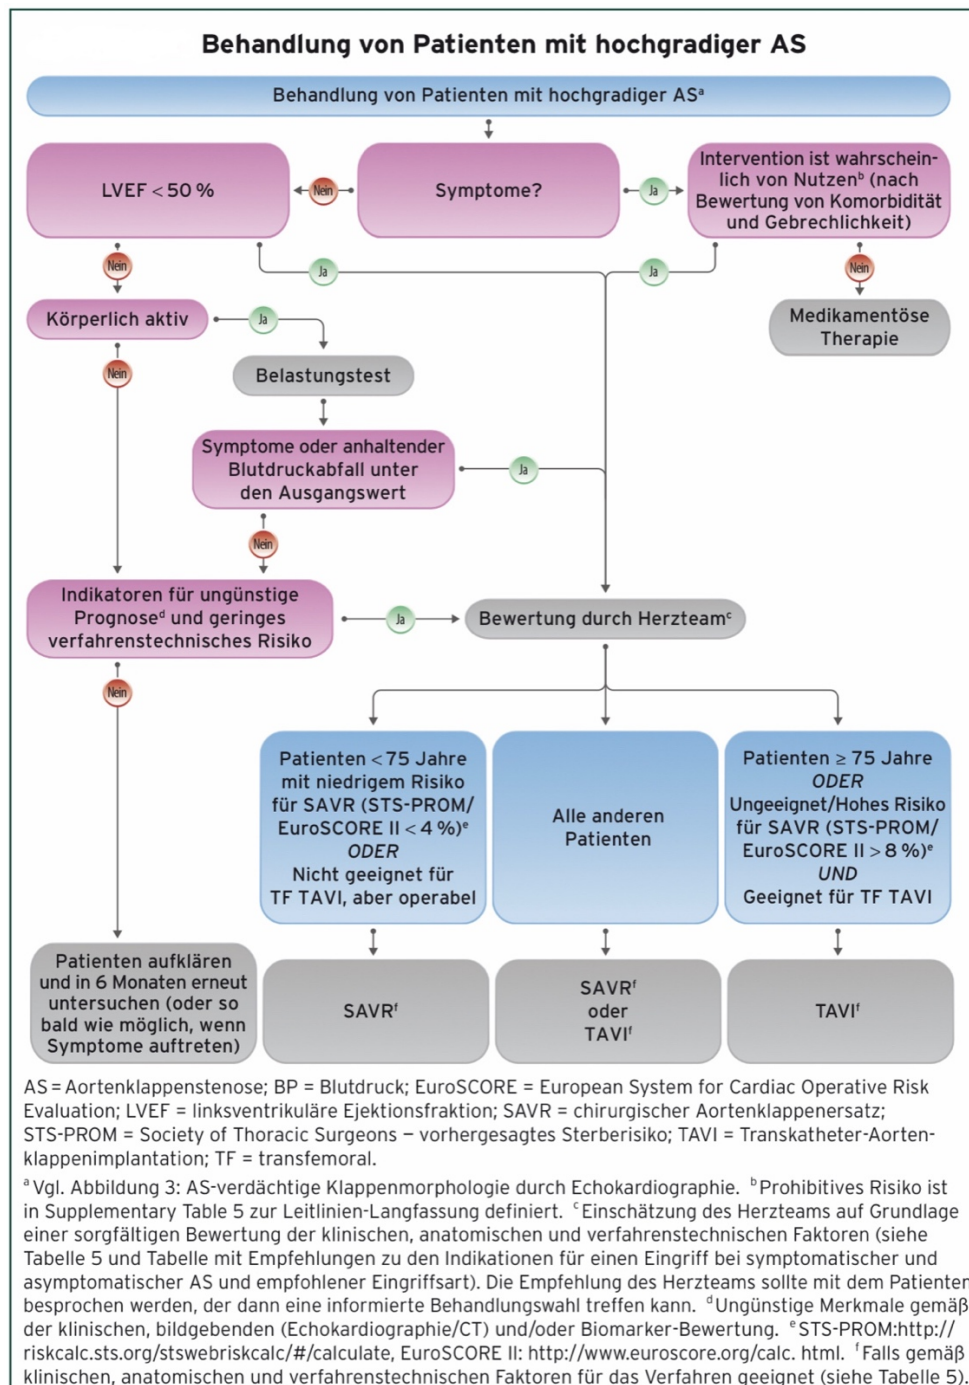 Behandlung von Patienten mit hochgradiger AS
Behandlung von Patienten mit hochgradiger ASᵃ
LVEF < 50 %
Nein
Symptome?
Ja
Intervention ist wahrschein-
lich von Nutzenᵇ (nach
Bewertung von Komorbidität
und Gebrechlichkeit)
Nein
Ja
Ja
Nein
Körperlich aktiv
Ja
Medikamentöse
Therapie
Nein
Belastungstest
Symptome oder anhaltender
Blutdruckabfall unter
den Ausgangswert
Ja
Nein
Indikatoren für ungünstige
Prognoseᵈ und geringes
verfahrenstechnisches Risiko
Ja
Bewertung durch Herzteamᶜ
Nein
Patienten < 75 Jahre
mit niedrigem Risiko
für SAVR (STS-PROM/
EuroSCORE II < 4 %)ᵉ
ODER
Nicht geeignet für
TF TAVI, aber operabel
Alle anderen
Patienten
Patienten ≥ 75 Jahre
ODER
Ungeeignet/Hohes Risiko
für SAVR (STS-PROM/
EuroSCORE II > 8 %)ᵉ
UND
Geeignet für TF TAVI
Patienten aufklären
und in 6 Monaten erneut
untersuchen (oder so
bald wie möglich, wenn
Symptome auftreten)
SAVRᶠ
SAVRᶠ
oder
TAVIᶠ
TAVIᶠ
AS = Aortenklappenstenose; BP = Blutdruck; EuroSCORE = European System for Cardiac Operative Risk
Evaluation; LVEF = linksventrikuläre Ejektionsfraktion; SAVR = chirurgischer Aortenklappenersatz;
STS-PROM = Society of Thoracic Surgeons – vorhergesagtes Sterberisiko; TAVI = Transkatheter-Aorten-
klappenimplantation; TF = transfemoral.
ᵃ Vgl. Abbildung 3: AS-verdächtige Klappenmorphologie durch Echokardiographie. ᵇ Prohibitives Risiko ist
in Supplementary Table 5 zur Leitlinien-Langfassung definiert. ᶜ Einschätzung des Herzteams auf Grundlage
einer sorgfältigen Bewertung der klinischen, anatomischen und verfahrenstechnischen Faktoren (siehe
Tabelle 5 und Tabelle mit Empfehlungen zu den Indikationen für einen Eingriff bei symptomatischer und
asymptomatischer AS und empfohlener Eingriffsart). Die Empfehlung des Herzteams sollte mit dem Patienten
besprochen werden, der dann eine informierte Behandlungswahl treffen kann. ᵈ Ungünstige Merkmale gemäß
der klinischen, bildgebenden (Echokardiographie/CT) und/oder Biomarker-Bewertung. ᵉ STS-PROM:http://
riskcalc.sts.org/stswebriskcalc/#/calculate, EuroSCORE II: http://www.euroscore.org/calc. html. ᶠ Falls gemäß
klinischen, anatomischen und verfahrenstechnischen Faktoren für das Verfahren geeignet (siehe Tabelle 5).